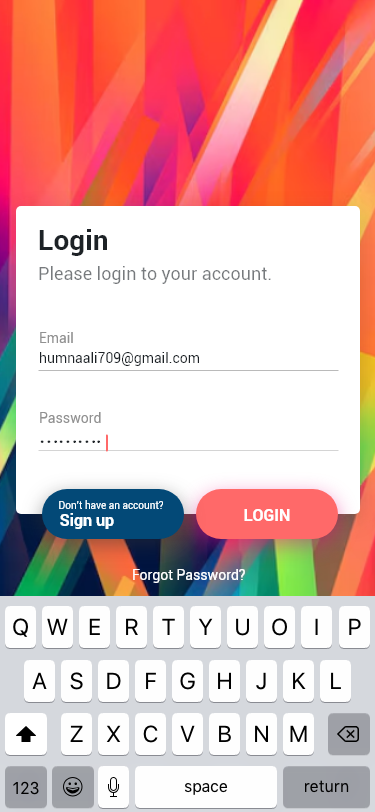 Login
Please login to your account.
Email
humnaali709@gmail.com
Password
••••••••••
Don't have an account?
Sign up
LOGIN
Forgot Password?
Q W E R T Y U O I P
A S D F G H J K L
Z X C V B N M
123 space return